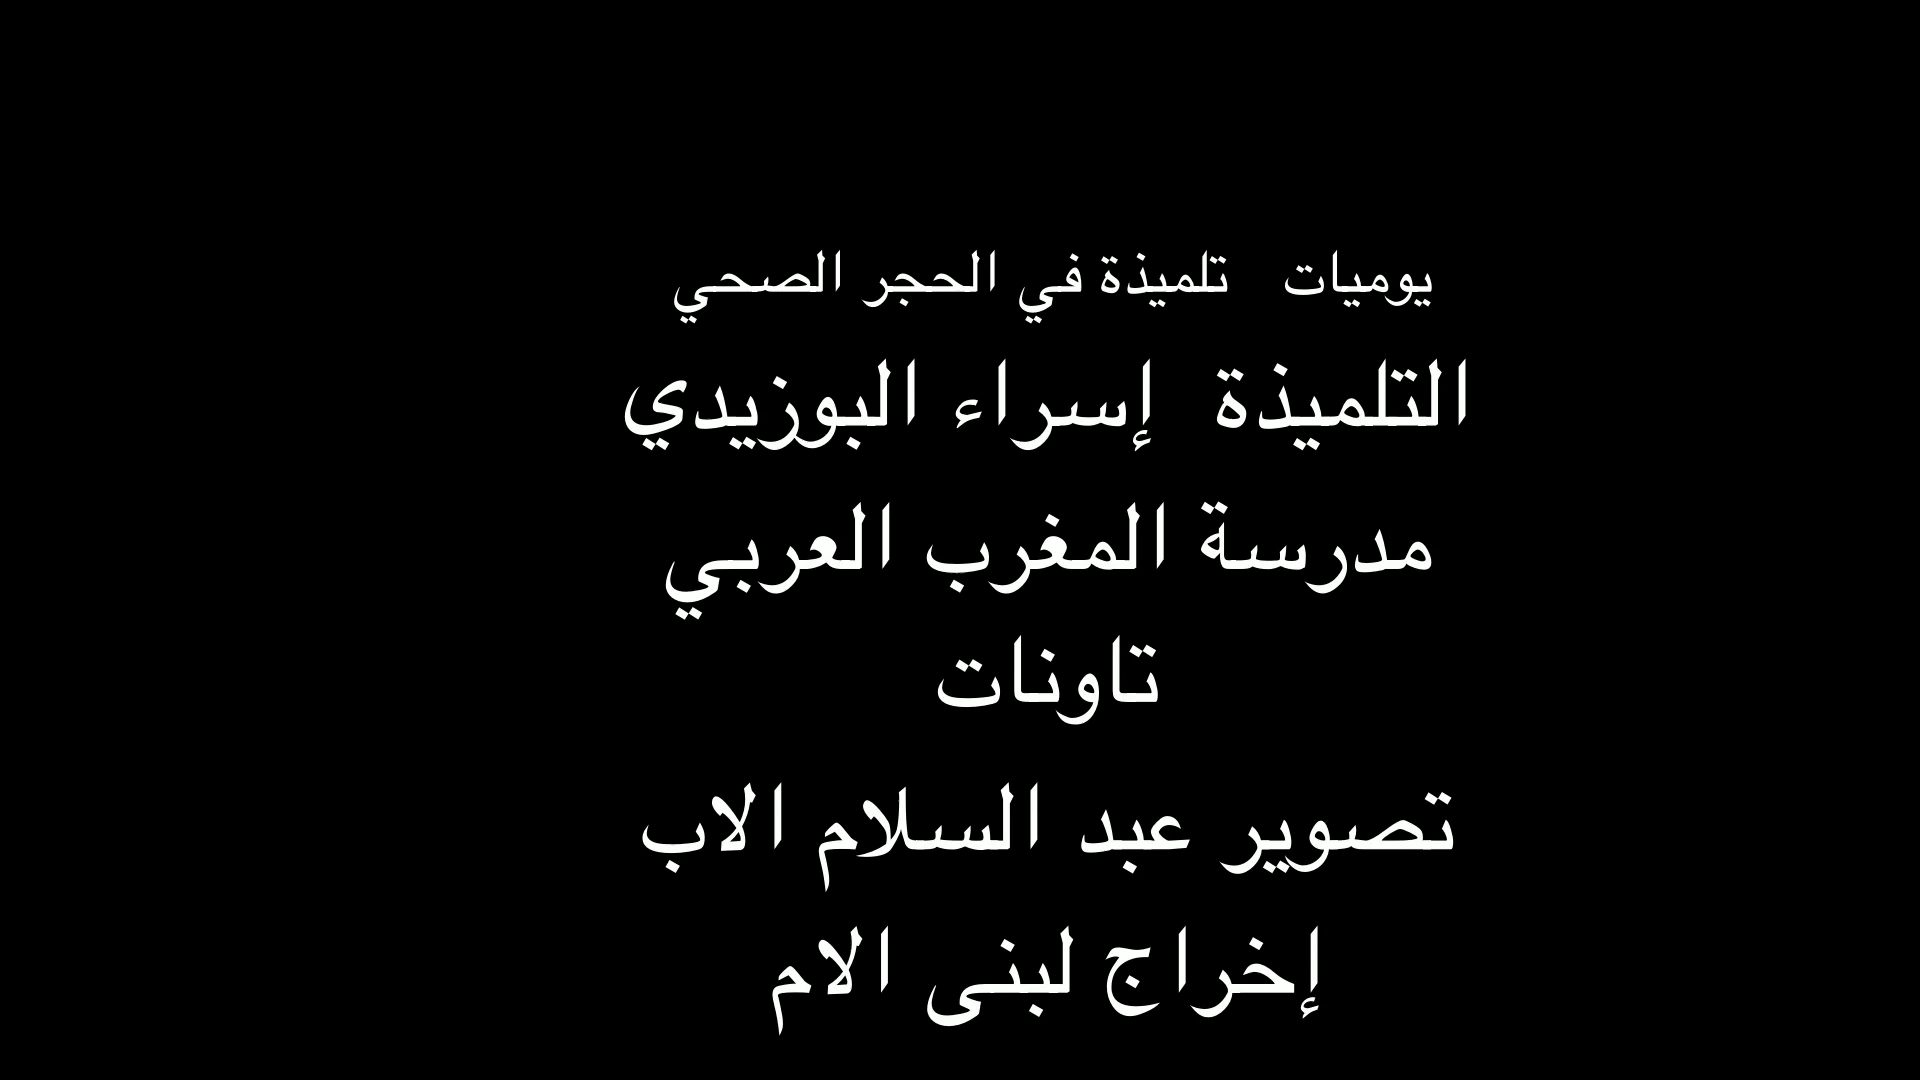 يوميات تلميذة في الحجر الصحي
التلميذة إسراء البوزيدي
مدرسة المغرب العربي
تاونات
تصوير عبد السلام الاب
إخراج لبنى الام